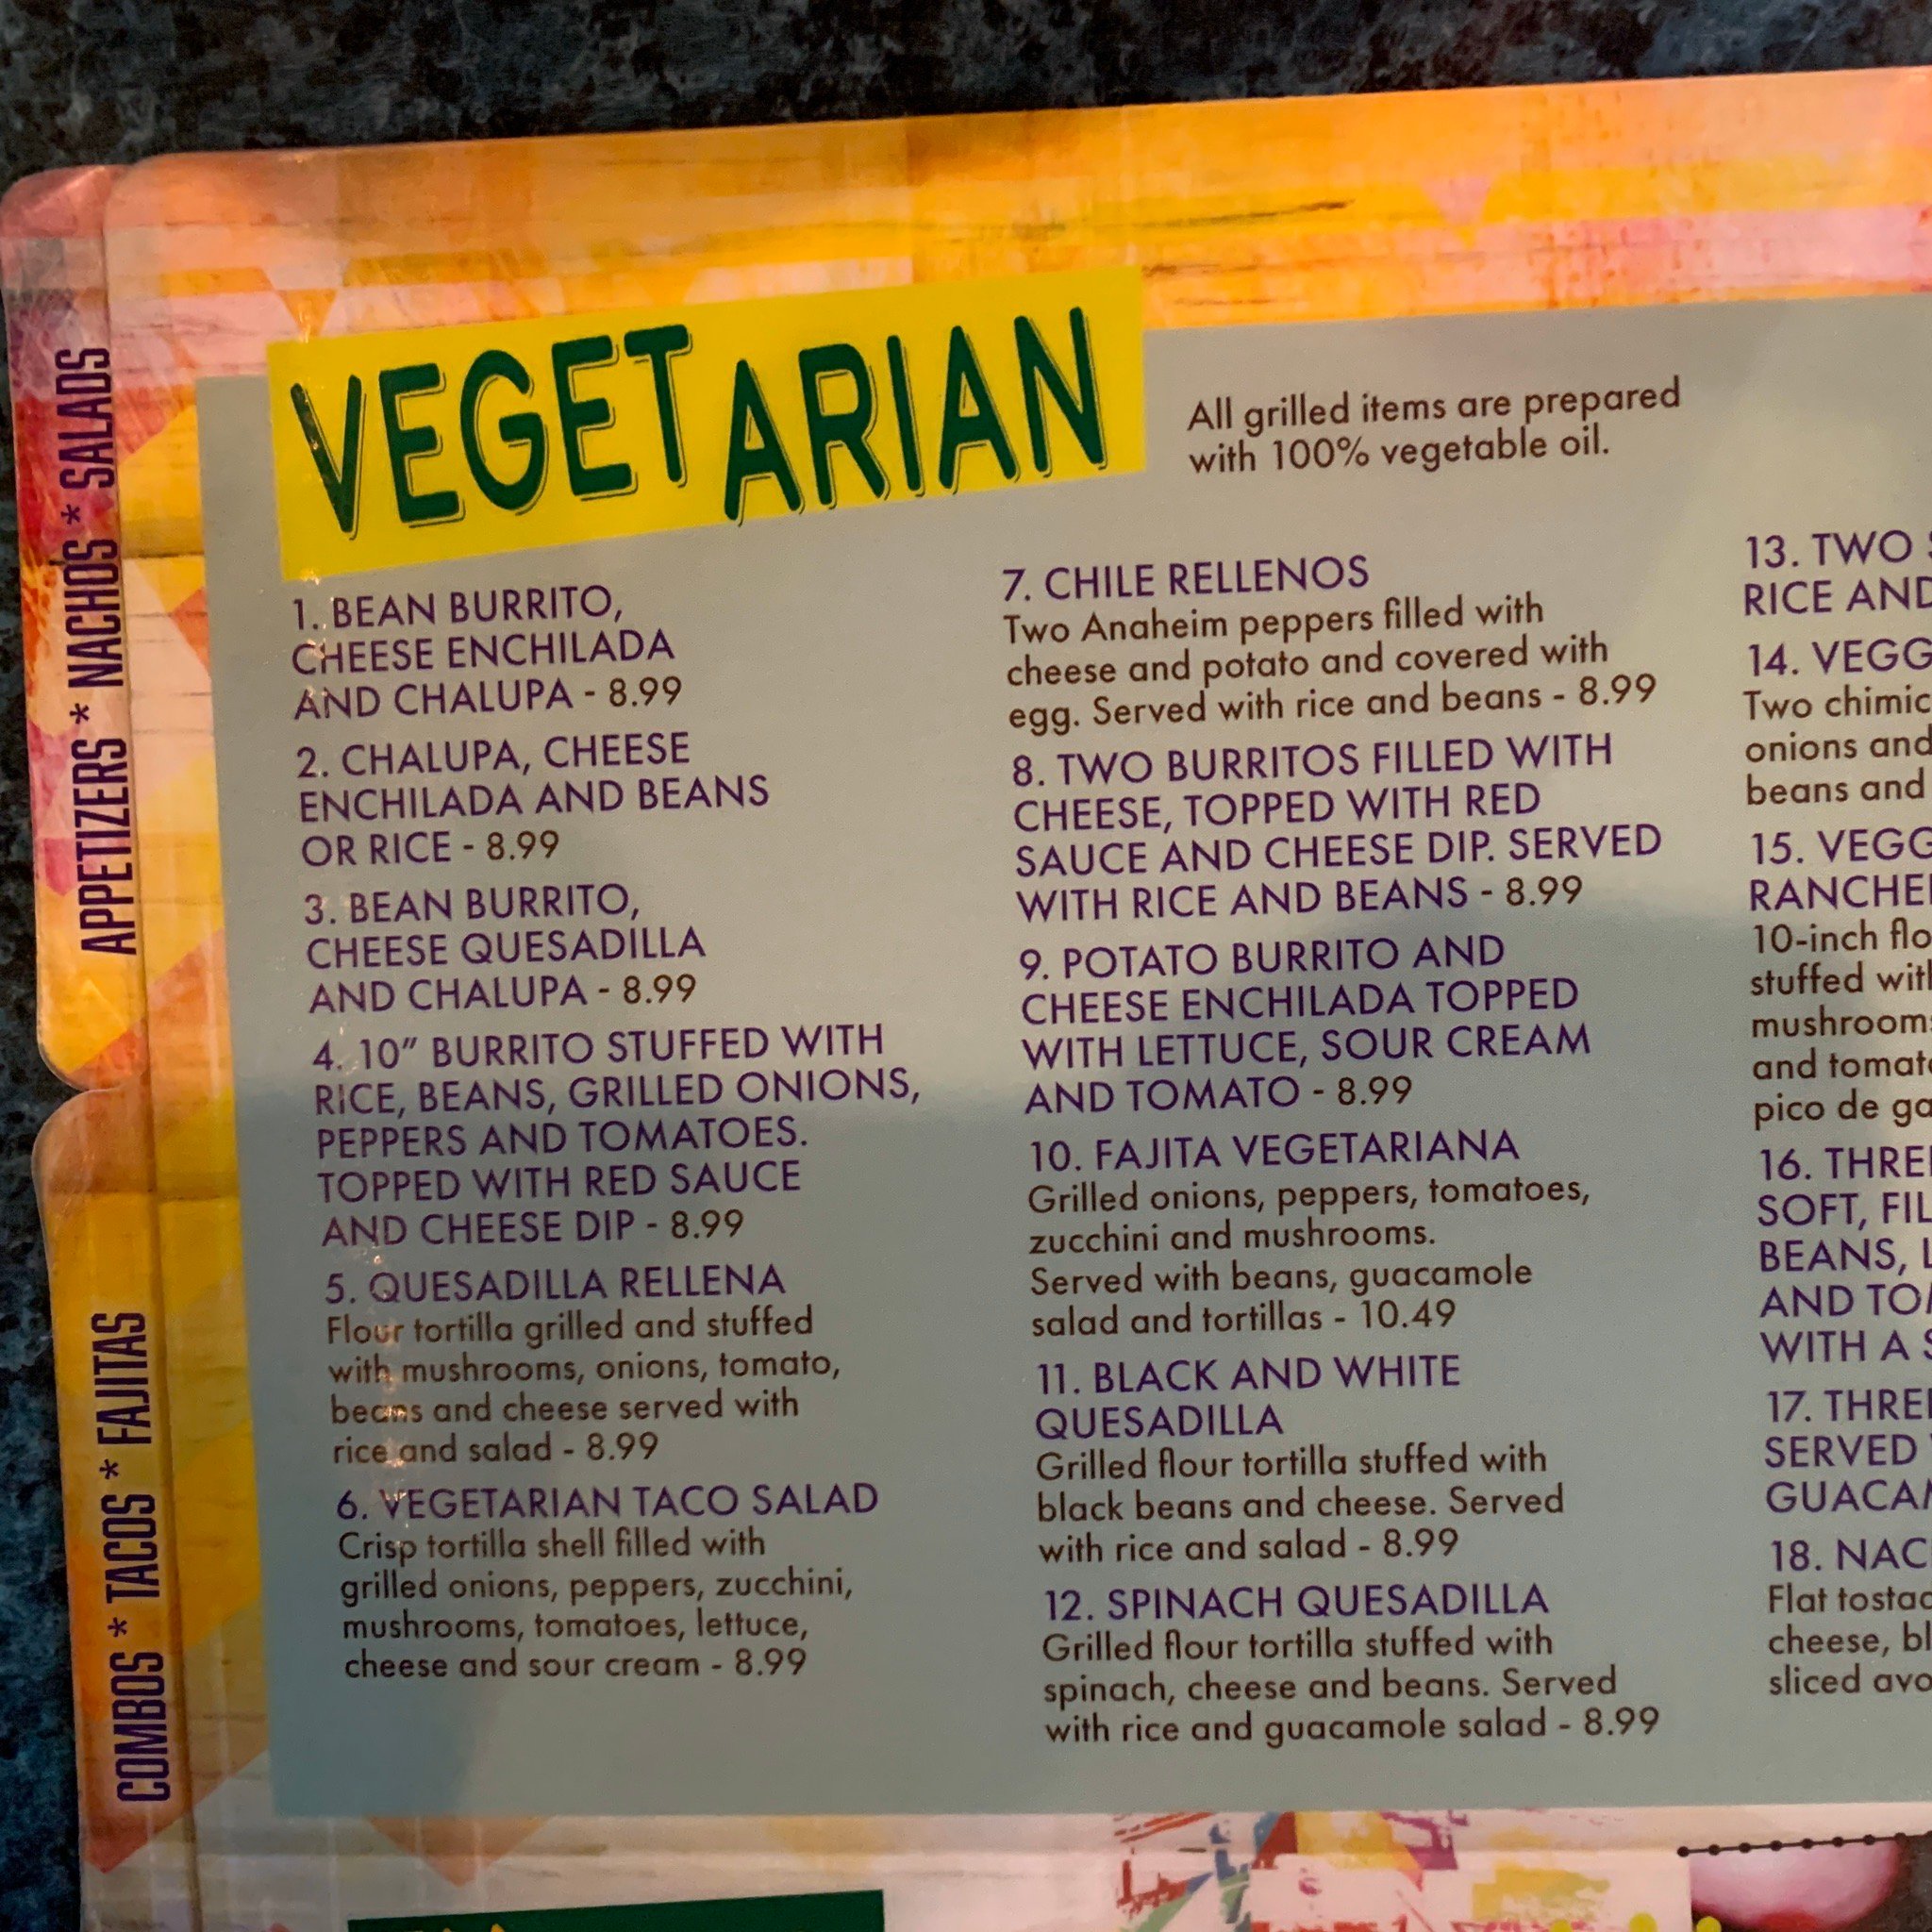 APPETIZERS * NACHOS * SALADS
COMBOS * TACOS * FAJITAS
VEGETARIAN
All grilled items are prepared
with 100% vegetable oil.
1. BEAN BURRITO,
CHEESE ENCHILADA
AND CHALUPA - 8.99
2. CHALUPA, CHEESE
ENCHILADA AND BEANS
OR RICE - 8.99
3. BEAN BURRITO,
CHEESE QUESADILLA
AND CHALUPA - 8.99
4. 10” BURRITO STUFFED WITH
RICE, BEANS, GRILLED ONIONS,
PEPPERS AND TOMATOES.
TOPPED WITH RED SAUCE
AND CHEESE DIP - 8.99
5. QUESADILLA RELLENA
Flour tortilla grilled and stuffed
with mushrooms, onions, tomato,
beans and cheese served with
rice and salad - 8.99
6. VEGETARIAN TACO SALAD
Crisp tortilla shell filled with
grilled onions, peppers, zucchini,
mushrooms, tomatoes, lettuce,
cheese and sour cream - 8.99
7. CHILE RELLENOS
Two Anaheim peppers filled with
cheese and potato and covered with
egg. Served with rice and beans - 8.99
8. TWO BURRITOS FILLED WITH
CHEESE, TOPPED WITH RED
SAUCE AND CHEESE DIP. SERVED
WITH RICE AND BEANS - 8.99
9. POTATO BURRITO AND
CHEESE ENCHILADA TOPPED
WITH LETTUCE, SOUR CREAM
AND TOMATO - 8.99
10. FAJITA VEGETARIANA
Grilled onions, peppers, tomatoes,
zucchini and mushrooms.
Served with beans, guacamole
salad and tortillas - 10.49
11. BLACK AND WHITE
QUESADILLA
Grilled flour tortilla stuffed with
black beans and cheese. Served
with rice and salad - 8.99
12. SPINACH QUESADILLA
Grilled flour tortilla stuffed with
spinach, cheese and beans. Served
with rice and guacamole salad - 8.99
13. TWO
RICE AND
14.
Two
onions and
beans and
15.
10-inch
stuffed
and
pico de
16.
SOFT,
BEANS,
AND
WITH A
17.
SERVED
18.
Flat
cheese,
sliced